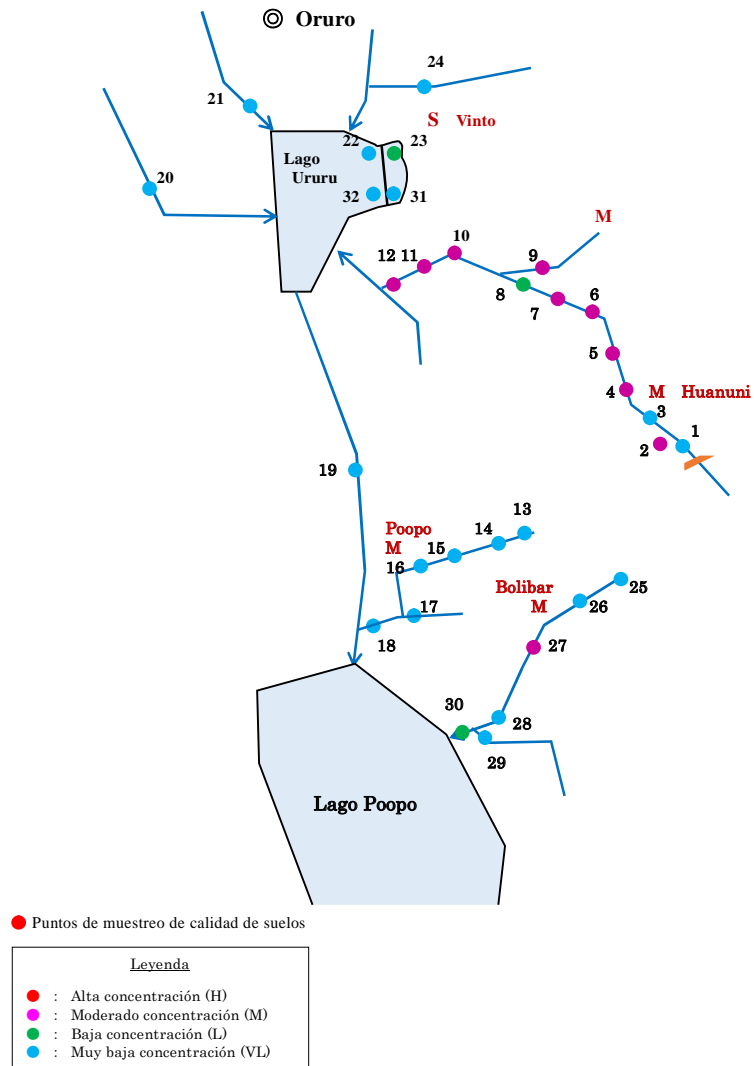 Oruro
24
21
S Vinto
22
23
Lago
Ururu
20
32
31
M
10
12
11
9
8
7
6
5
4
M Huanuni
3
1
2
19
13
Poopo
M
14
15
16
Bolibar
M
25
26
17
18
27
30
28
29
Lago Poopo
Puntos de muestreo de calidad de suelos
Leyenda
: Alta concentración (H)
: Moderado concentración (M)
: Baja concentración (L)
: Muy baja concentración (VL)